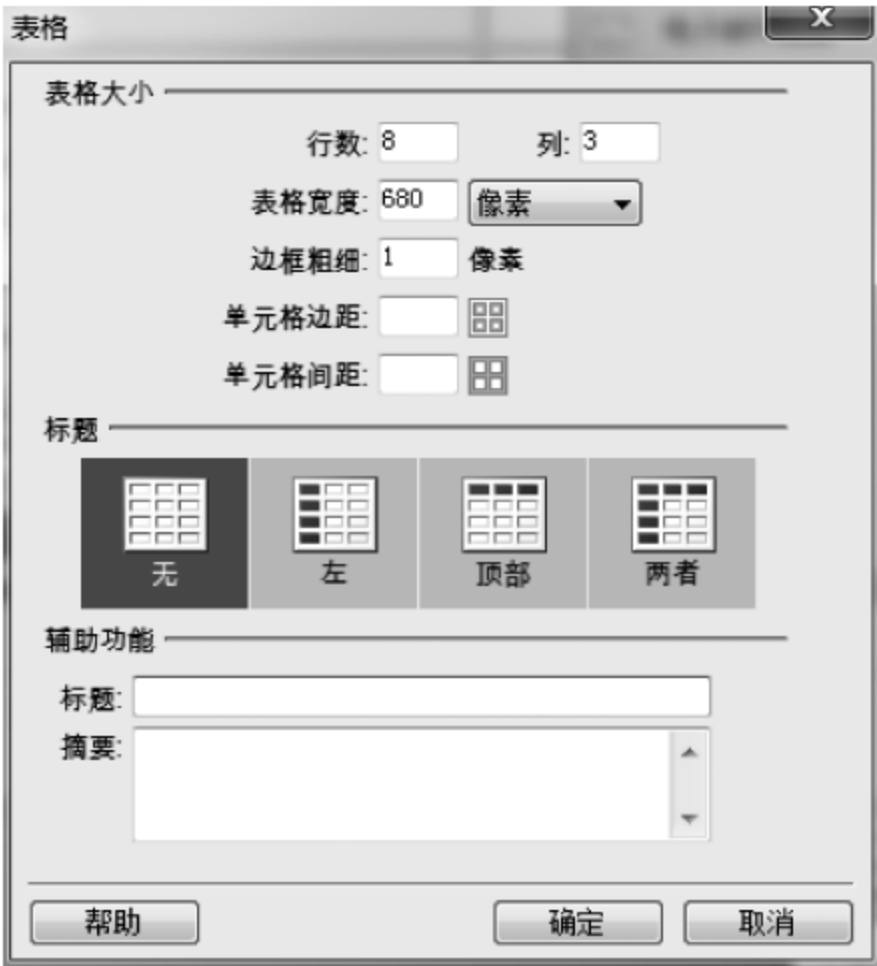 表格
X
表格大小
行数: 8 列: 3
表格宽度: 680 像素
边框粗细: 1 像素
单元格边距:
单元格间距:
标题
无 左 顶部 两者
辅助功能
标题:
摘要:
帮助 确定 取消